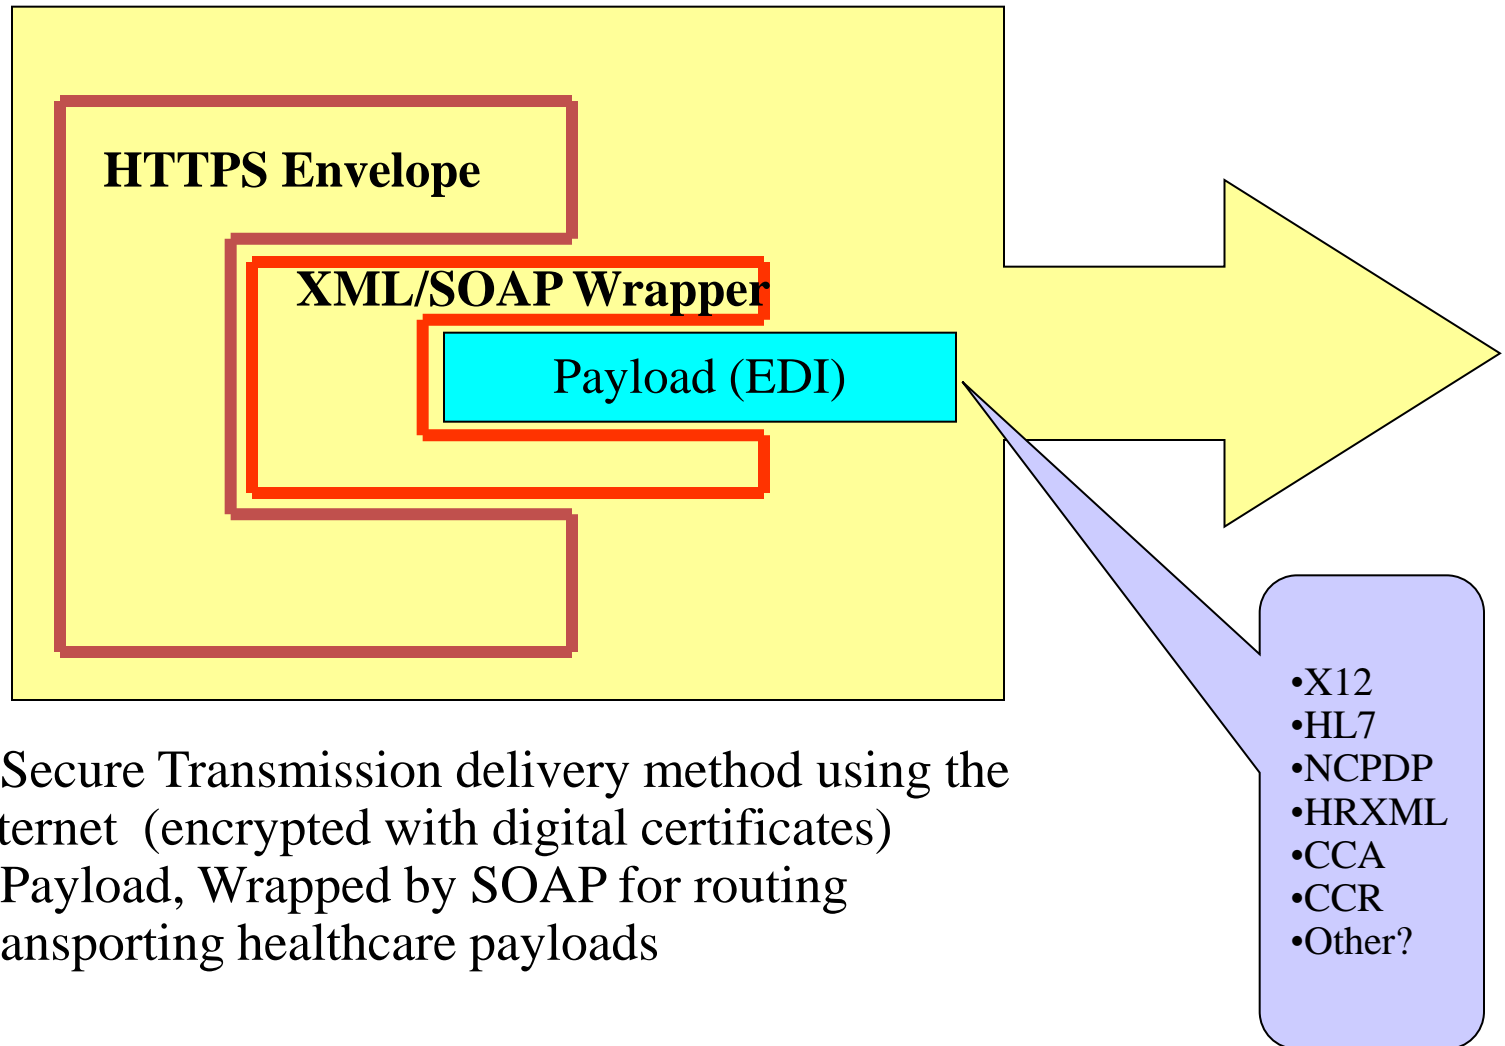 HTTPS Envelope
XML/SOAP Wrapper
Payload (EDI)
•X12
•HL7
•NCPDP
•HRXML
•CCA
•CCR
•Other?
Secure Transmission delivery method using the
ternet (encrypted with digital certificates)
Payload, Wrapped by SOAP for routing
ansporting healthcare payloads